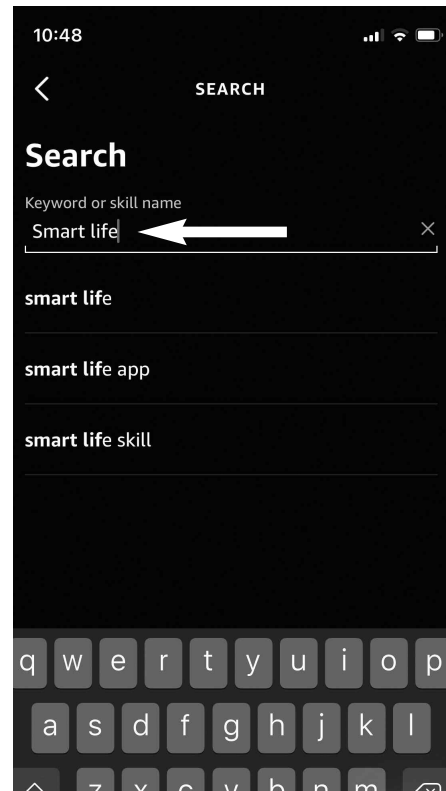 10:48
SEARCH
Search
Keyword or skill name
Smart life
smart life
smart life app
smart life skill
q w e r t y u i o p
a s d f g h j k l
z x c v b n m